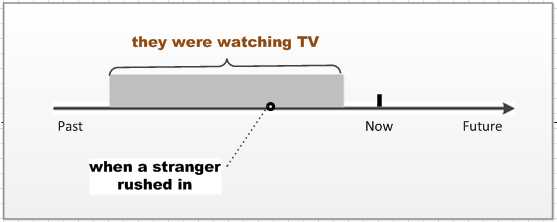 they were watching TV
Past
Now
Future
when a stranger
rushed in